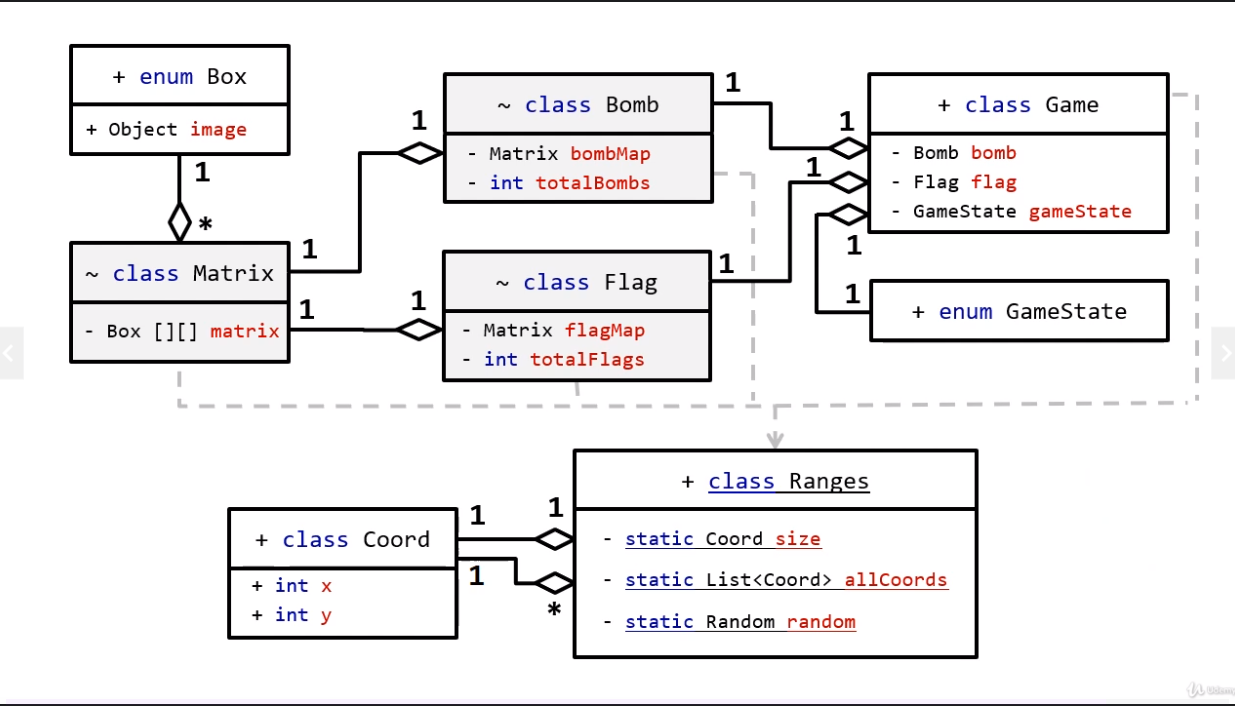 + enum Box
+ Object image
1
*
~ class Matrix
- Box [][] matrix
1
1
1
1
~ class Bomb
- Matrix bombMap
- int totalBombs
1
~ class Flag
- Matrix flagMap
- int totalFlags
1
1
1
1
+ class Game
- Bomb bomb
- Flag flag
- GameState gameState
1
+ enum GameState
+ class Coord
+ int x
+ int y
1
1
1
*
+ class Ranges
- static Coord size
- static List<Coord> allCoords
- static Random random